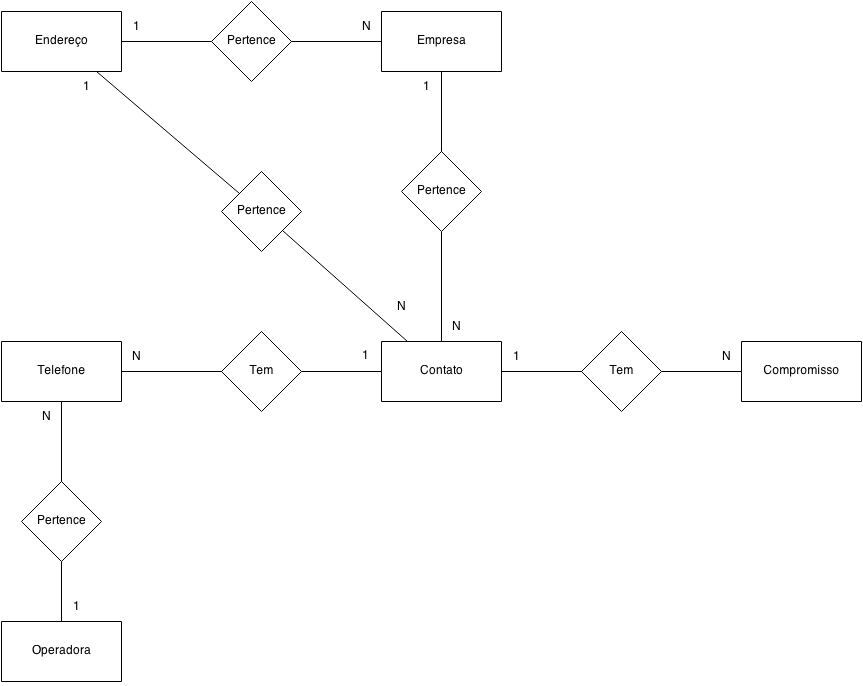 1
N
Endereço
Pertence
Empresa
1
1
Pertence
Pertence
N
N
N
1
1
N
Telefone
Tem
Contato
Tem
Compromisso
N
Pertence
1
Operadora